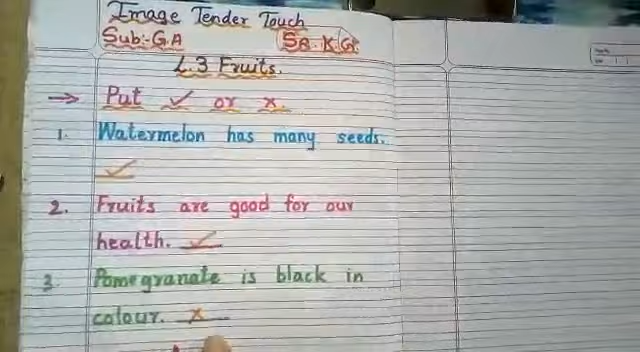 Image Tender Touch
Sub:- G.A
Sr. K.G.
L.3 Fruits.
→ Put ✓ or x.
1. Watermelon has many seeds.
✓
2. Fruits are good for our
health. ✓
3. Pomegranate is black in
colour. x